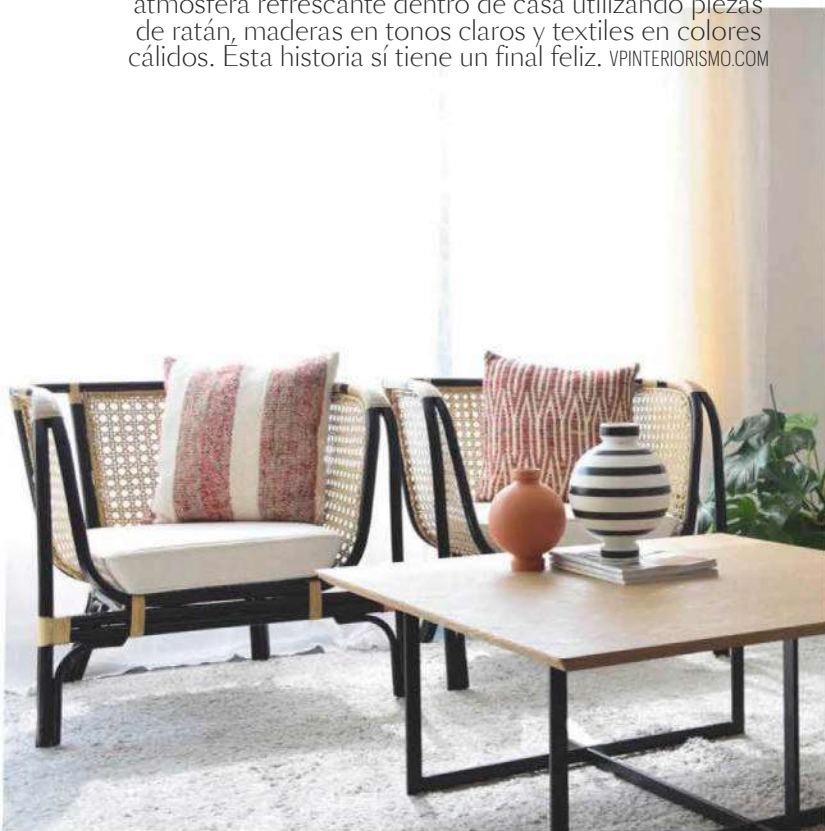 atmósfera refrescante dentro de casa utilizando piezas
de ratán, maderas en tonos claros y textiles en colores
cálidos. Esta historia sí tiene un final feliz. VPINTERIORISMO.COM